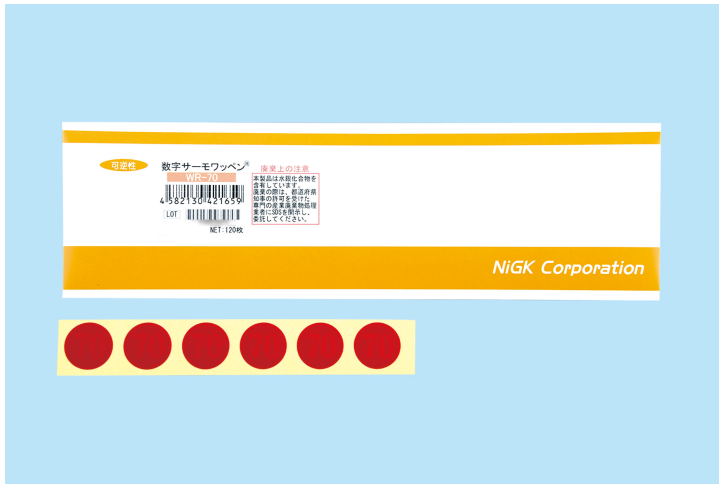 可逆性
数字サーモワッペン®
WR-70
4582130421659
LOT
NET:120枚
廃棄上の注意
本製品は水銀化合物を
含有しています。
廃棄の際は、都道府県
知事の許可を受けた
専門の産業廃棄物処理
業者にSDSを開示し、
委託してください。
NiGK Corporation